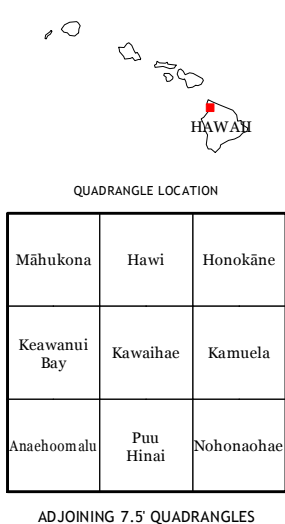 HAWAII
QUADRANGLE LOCATION
Māhukona
Hawi
Honokāne
Keawanui
Bay
Kawaihae
Kamuela
Anaehoomalu
Puu
Hinai
Nohonaohae
ADJOINING 7.5' QUADRANGLES